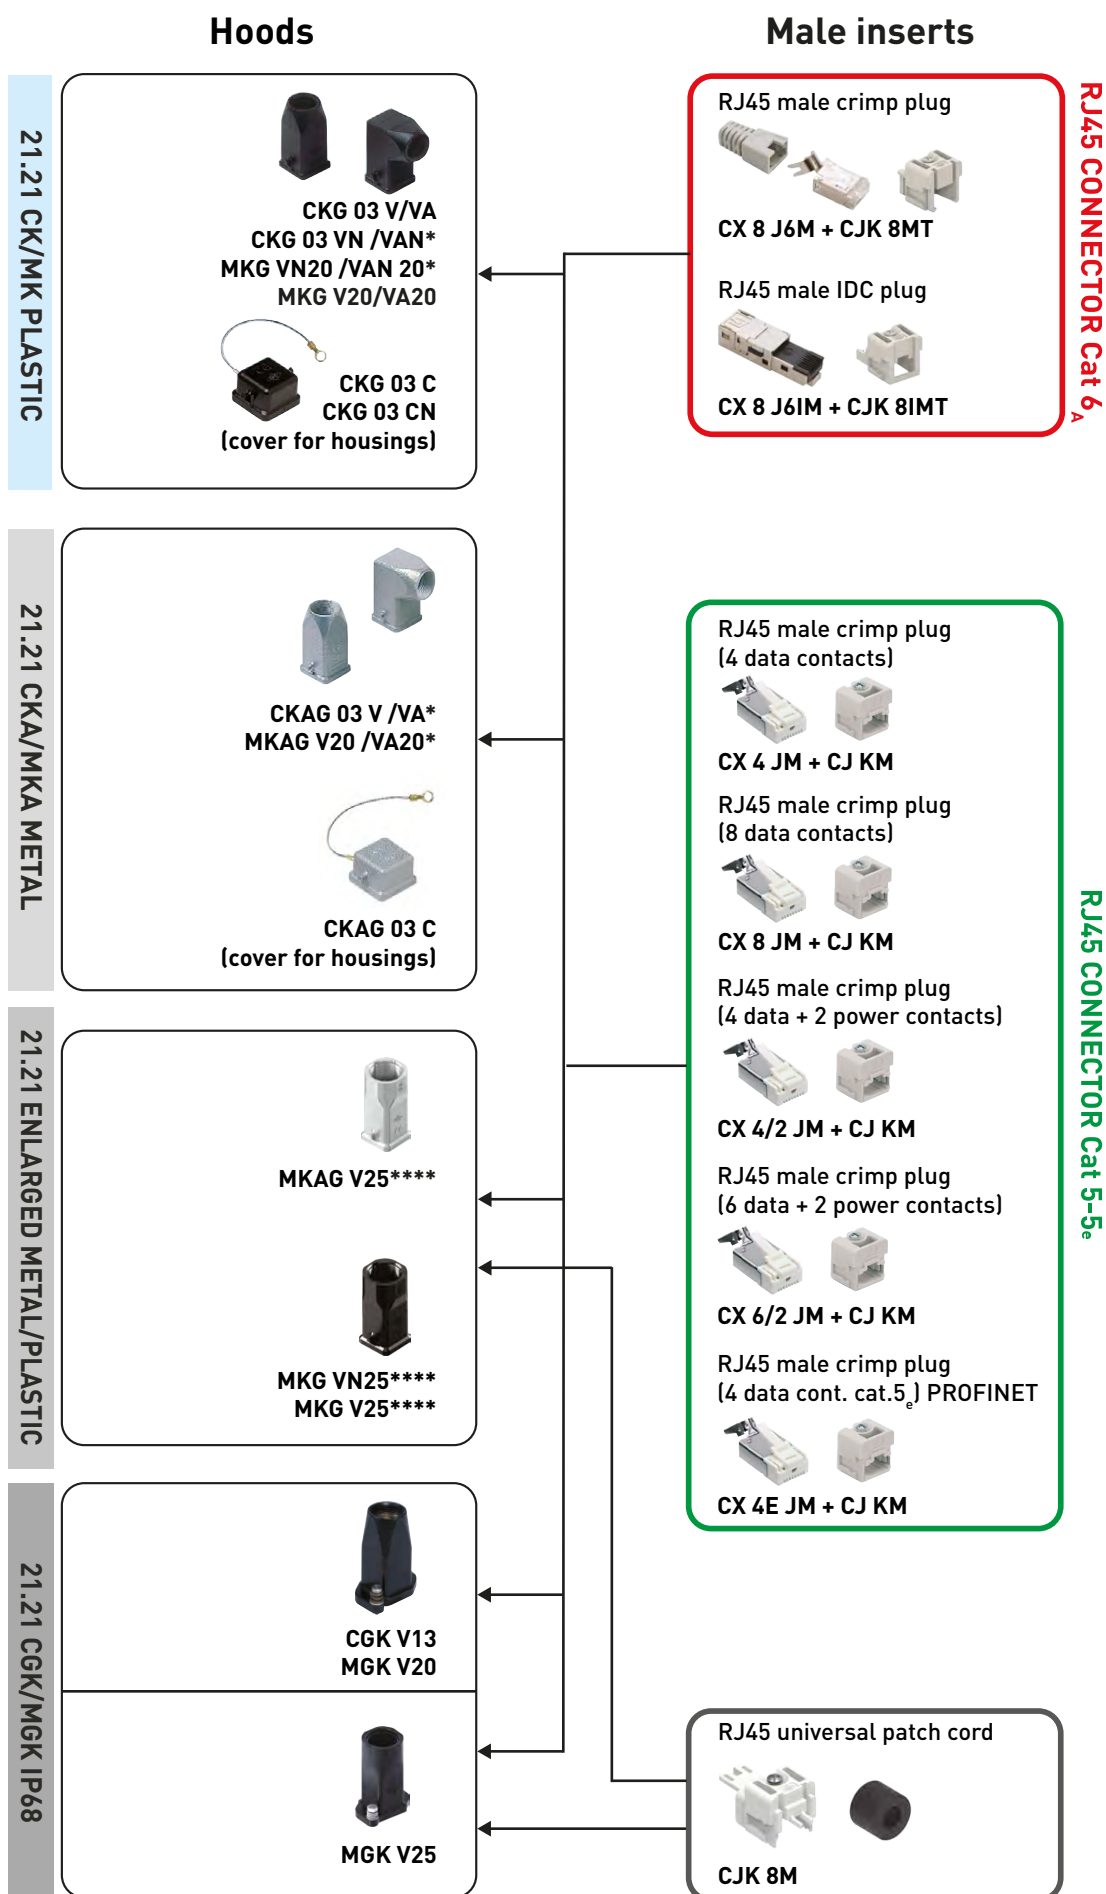 Hoods
Male inserts
21.21 CK/MK PLASTIC
CKG 03 V/VA
CKG 03 VN /VAN*
MKG VN20 /VAN 20*
MKG V20/VA20
CKG 03 C
CKG 03 CN
(cover for housings)
21.21 CKA/MKA METAL
CKAG 03 V /VA*
MKAG V20 /VA20*
CKAG 03 C
(cover for housings)
21.21 ENLARGED METAL/PLASTIC
MKAG V25****
MKG VN25****
MKG V25****
21.21 CGK/MGK IP68
CGK V13
MGK V20
MGK V25
RJ45 CONNECTOR Cat 6A
RJ45 male crimp plug
CX 8 J6M + CJK 8MT
RJ45 male IDC plug
CX 8 J6IM + CJK 8IMT
RJ45 CONNECTOR Cat 5-5e
RJ45 male crimp plug
(4 data contacts)
CX 4 JM + CJ KM
RJ45 male crimp plug
(8 data contacts)
CX 8 JM + CJ KM
RJ45 male crimp plug
(4 data + 2 power contacts)
CX 4/2 JM + CJ KM
RJ45 male crimp plug
(6 data + 2 power contacts)
CX 6/2 JM + CJ KM
RJ45 male crimp plug
(4 data cont. cat.5e) PROFINET
CX 4E JM + CJ KM
RJ45 universal patch cord
CJK 8M